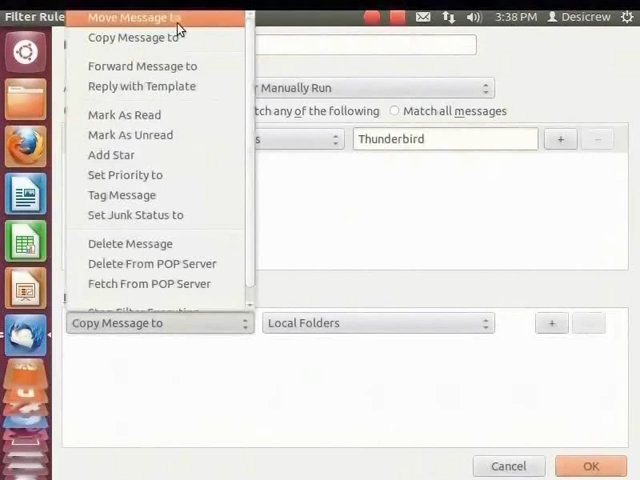 Filter Rule
3:38 PM
Desicrew
Move Message to
Copy Message to
Forward Message to
Reply with Template
r Manually Run
tch any of the following
Match all messages
Mark As Read
Mark As Unread
s
Thunderbird
+
−
Add Star
Set Priority to
Tag Message
Set Junk Status to
Delete Message
Delete From POP Server
Fetch From POP Server
Stop Filter Execution
Copy Message to
Local Folders
+
−
Cancel
OK